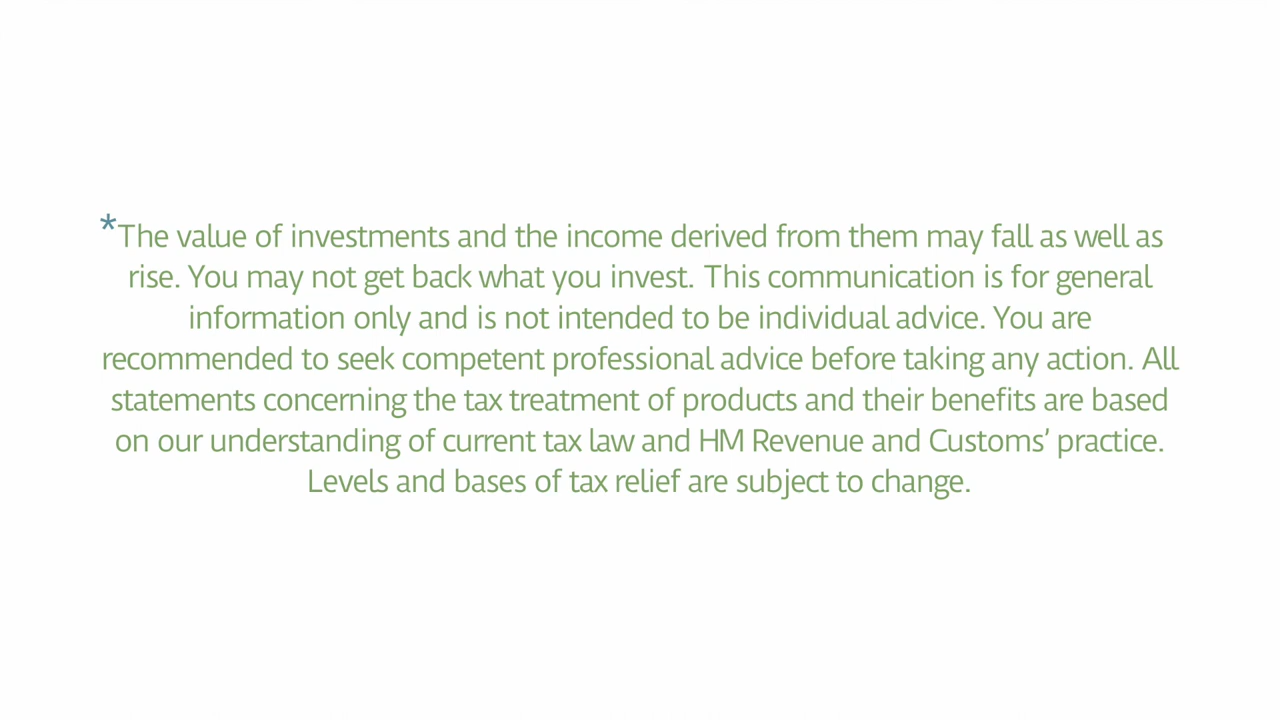 *The value of investments and the income derived from them may fall as well as
rise. You may not get back what you invest. This communication is for general
information only and is not intended to be individual advice. You are
recommended to seek competent professional advice before taking any action. All
statements concerning the tax treatment of products and their benefits are based
on our understanding of current tax law and HM Revenue and Customs’ practice.
Levels and bases of tax relief are subject to change.